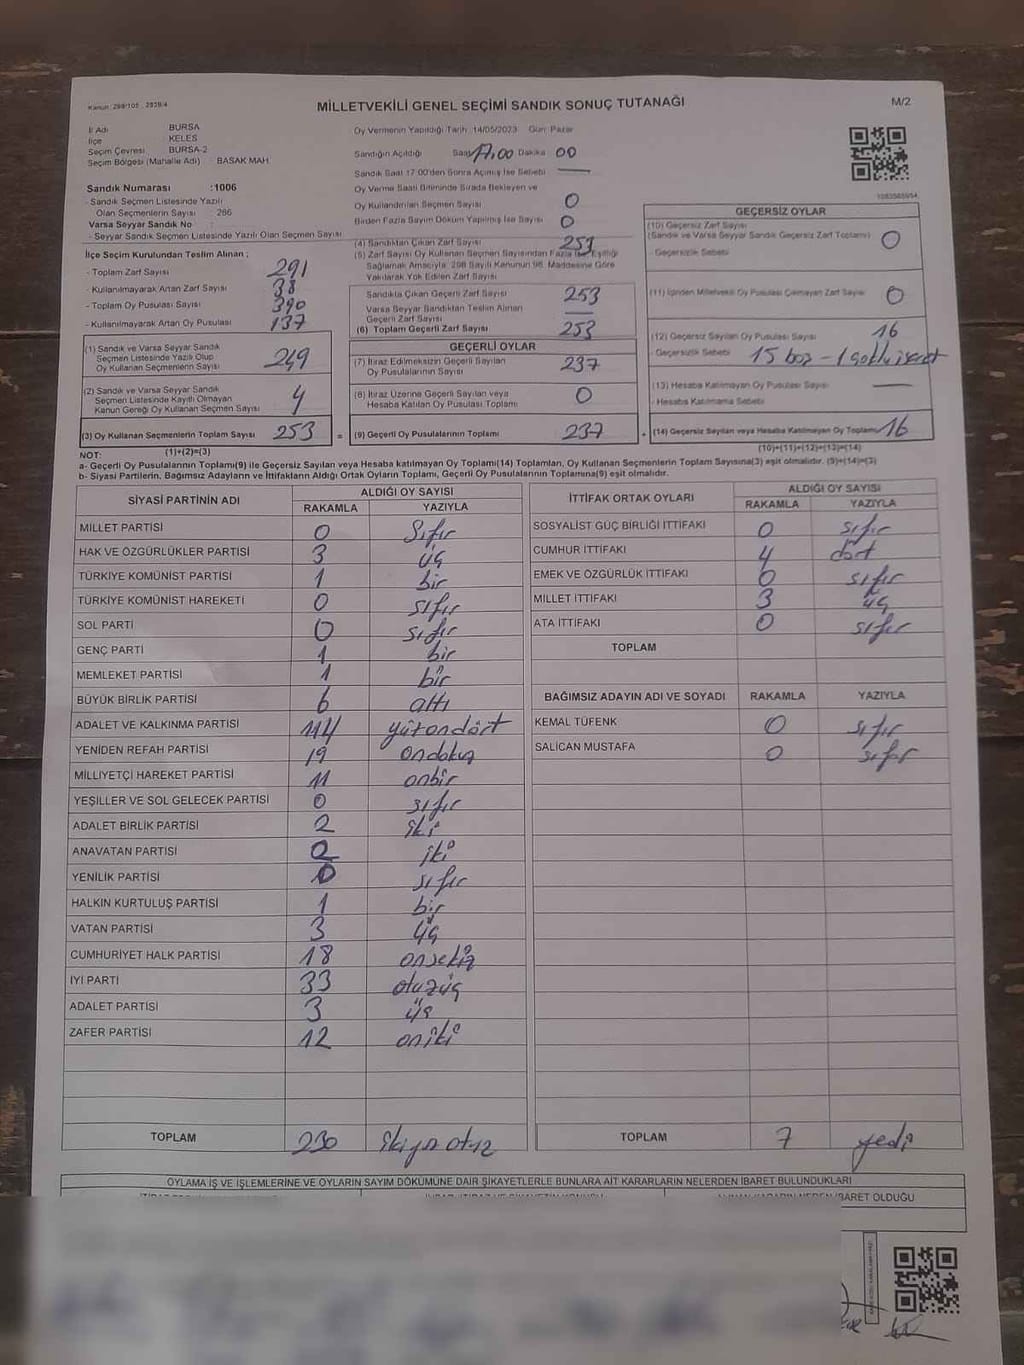 Kanun: 298/105 , 2839/4
MİLLETVEKİLİ GENEL SEÇİMİ SANDIK SONUÇ TUTANAĞI
M/2
İl Adı BURSA
İlçe KELES
Seçim Çevresi BURSA-2
Seçim Bölgesi (Mahalle Adı) : BASAK MAH.
Sandık Numarası :1006
- Sandık Seçmen Listesinde Yazılı
Olan Seçmenlerin Sayısı : 286
Varsa Seyyar Sandık No :
- Seyyar Sandık Seçmen Listesinde Yazılı Olan Seçmen Sayısı
Oy Vermenin Yapıldığı Tarih: 14/05/2023 Gün: Pazar
Sandığın Açıldığı Saat 17.00 Dakika 00
Sandık Saat 17:00'den Sonra Açılmış İse Sebebi —
Oy Verme Saati Bitiminde Sırada Bekleyen ve
Oy Kullandırılan Seçmen Sayısı 0
Birden Fazla Sayım Döküm Yapılmış İse Sayısı 0
İlçe Seçim Kurulundan Teslim Alınan ;
- Toplam Zarf Sayısı 291
- Kullanılmayarak Artan Zarf Sayısı 38
- Toplam Oy Pusulası Sayısı 390
- Kullanılmayarak Artan Oy Pusulası 137
(1) Sandık ve Varsa Seyyar Sandık
Seçmen Listesinde Yazılı Olup
Oy Kullanan Seçmenlerin Sayısı 249
(2) Sandık ve Varsa Seyyar Sandık
Seçmen Listesinde Kayıtlı Olmayan
Kanun Gereği Oy Kullanan Seçmen Sayısı 4
(3) Oy Kullanan Seçmenlerin Toplam Sayısı 253
(1)+(2)=(3)
(4) Sandıktan Çıkan Zarf Sayısı 253
(5) Zarf Sayısı Oy Kullanan Seçmen Sayısından Fazla İse, Eşitliği
Sağlamak Amacıyla, 298 Sayılı Kanunun 98. Maddesine Göre
Yakılarak Yok Edilen Zarf Sayısı
Sandıkta Çıkan Geçerli Zarf Sayısı 253
Varsa Seyyar Sandıktan Teslim Alınan
Geçerli Zarf Sayısı —
(6) Toplam Geçerli Zarf Sayısı 253
GEÇERLİ OYLAR
(7) İtiraz Edilmeksizin Geçerli Sayılan
Oy Pusulalarının Sayısı 237
(8) İtiraz Üzerine Geçerli Sayılan veya
Hesaba Katılan Oy Pusulası Toplamı 0
= (9) Geçerli Oy Pusulalarının Toplamı 237
1083565954
GEÇERSİZ OYLAR
(10) Geçersiz Zarf Sayısı
(Sandık ve Varsa Seyyar Sandık Geçersiz Zarf Toplamı) 0
- Geçersizlik Sebebi
(11) İçinden Milletvekili Oy Pusulası Çıkmayan Zarf Sayısı 0
(12) Geçersiz Sayılan Oy Pusulası Sayısı 16
- Geçersizlik Sebebi 15 boş - 1
(13) Hesaba Katılmayan Oy Pusulası Sayısı —
- Hesaba Katılmama Sebebi
+ (14) Geçersiz Sayılan veya Hesaba Katılmayan Oy Toplamı 16
(10)+(11)+(12)+(13)=(14)
NOT:
a- Geçerli Oy Pusulalarının Toplamı(9) ile Geçersiz Sayılan veya Hesaba katılmayan Oy Toplamı(14) Toplamları, Oy Kullanan Seçmenlerin Toplam Sayısına(3) eşit olmalıdır. (9)+(14)=(3)
b- Siyasi Partilerin, Bağımsız Adayların ve İttifakların Aldığı Ortak Oyların Toplamı, Geçerli Oy Pusulalarının Toplamına(9) eşit olmalıdır.
SİYASİ PARTİNİN ADI ALDIĞI OY SAYISI
RAKAMLA YAZIYLA
MİLLET PARTİSİ 0 Sıfır
HAK VE ÖZGÜRLÜKLER PARTİSİ 3 üç
TÜRKİYE KOMÜNİST PARTİSİ 1 bir
TÜRKİYE KOMÜNİST HAREKETİ 0 sıfır
SOL PARTİ 0 sıfır
GENÇ PARTİ 1 bir
MEMLEKET PARTİSİ 1 bir
BÜYÜK BİRLİK PARTİSİ 6 altı
ADALET VE KALKINMA PARTİSİ 114 yüzondört
YENİDEN REFAH PARTİSİ 19 ondokuz
MİLLİYETÇİ HAREKET PARTİSİ 11 onbir
YEŞİLLER VE SOL GELECEK PARTİSİ 0 sıfır
ADALET BİRLİK PARTİSİ 2 iki
ANAVATAN PARTİSİ 2 iki
YENİLİK PARTİSİ 0 sıfır
HALKIN KURTULUŞ PARTİSİ 1 bir
VATAN PARTİSİ 3 üç
CUMHURİYET HALK PARTİSİ 18 onsekiz
İYİ PARTİ 33 otuzüç
ADALET PARTİSİ 3 üç
ZAFER PARTİSİ 12 oniki
TOPLAM 230 ikiyüz otuz
İTTİFAK ORTAK OYLARI ALDIĞI OY SAYISI
RAKAMLA YAZIYLA
SOSYALİST GÜÇ BİRLİĞİ İTTİFAKI 0 sıfır
CUMHUR İTTİFAKI 4 dört
EMEK VE ÖZGÜRLÜK İTTİFAKI 0 sıfır
MİLLET İTTİFAKI 3 üç
ATA İTTİFAKI 0 sıfır
TOPLAM
BAĞIMSIZ ADAYIN ADI VE SOYADI RAKAMLA YAZIYLA
KEMAL TÜFENK 0 sıfır
SALİCAN MUSTAFA 0 sıfır
TOPLAM 7 yedi
OYLAMA İŞ VE İŞLEMLERİNE VE OYLARIN SAYIM DÖKÜMÜNE DAİR ŞİKAYETLERLE BUNLARA AİT KARARLARIN NELERDEN İBARET BULUNDUKLARI
İBARET OLDUĞU